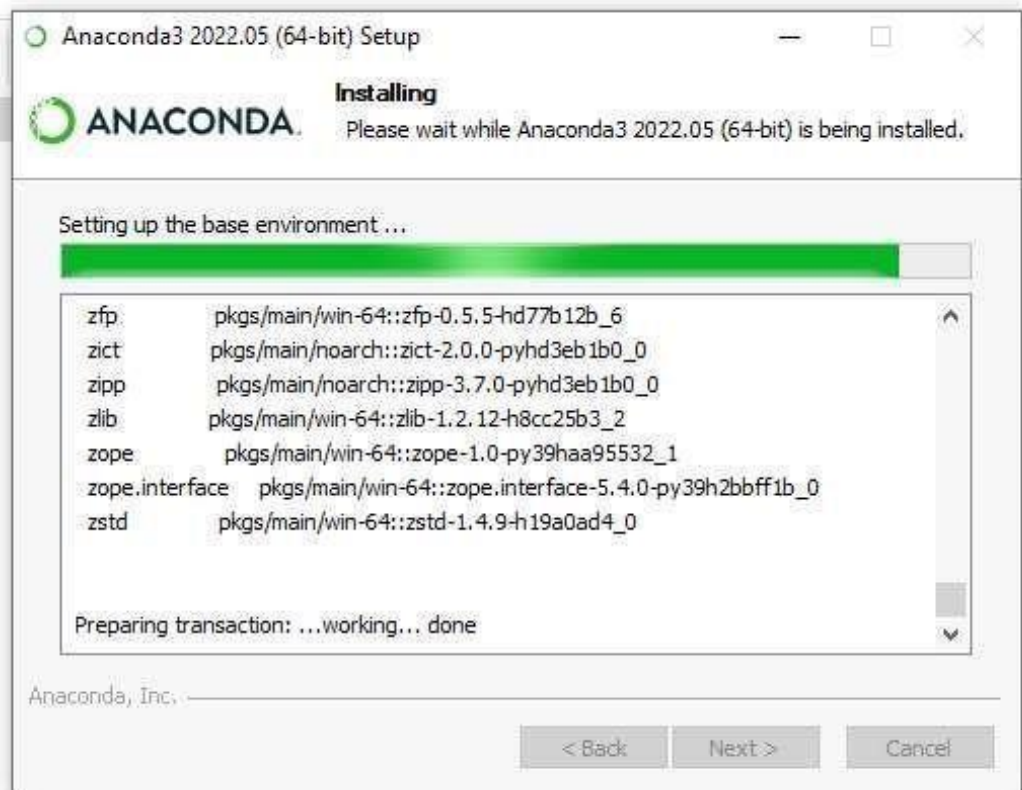 Anaconda3 2022.05 (64-bit) Setup
ANACONDA.
Installing
Please wait while Anaconda3 2022.05 (64-bit) is being installed.
Setting up the base environment ...
zfp pkgs/main/win-64::zfp-0.5.5-hd77b12b_6
zict pkgs/main/noarch::zict-2.0.0-pyhd3eb1b0_0
zipp pkgs/main/noarch::zipp-3.7.0-pyhd3eb1b0_0
zlib pkgs/main/win-64::zlib-1.2.12-h8cc25b3_2
zope pkgs/main/win-64::zope-1.0-py39haa95532_1
zope.interface pkgs/main/win-64::zope.interface-5.4.0-py39h2bbff1b_0
zstd pkgs/main/win-64::zstd-1.4.9-h19a0ad4_0
Preparing transaction: ...working... done
Anaconda, Inc.
< Back Next > Cancel